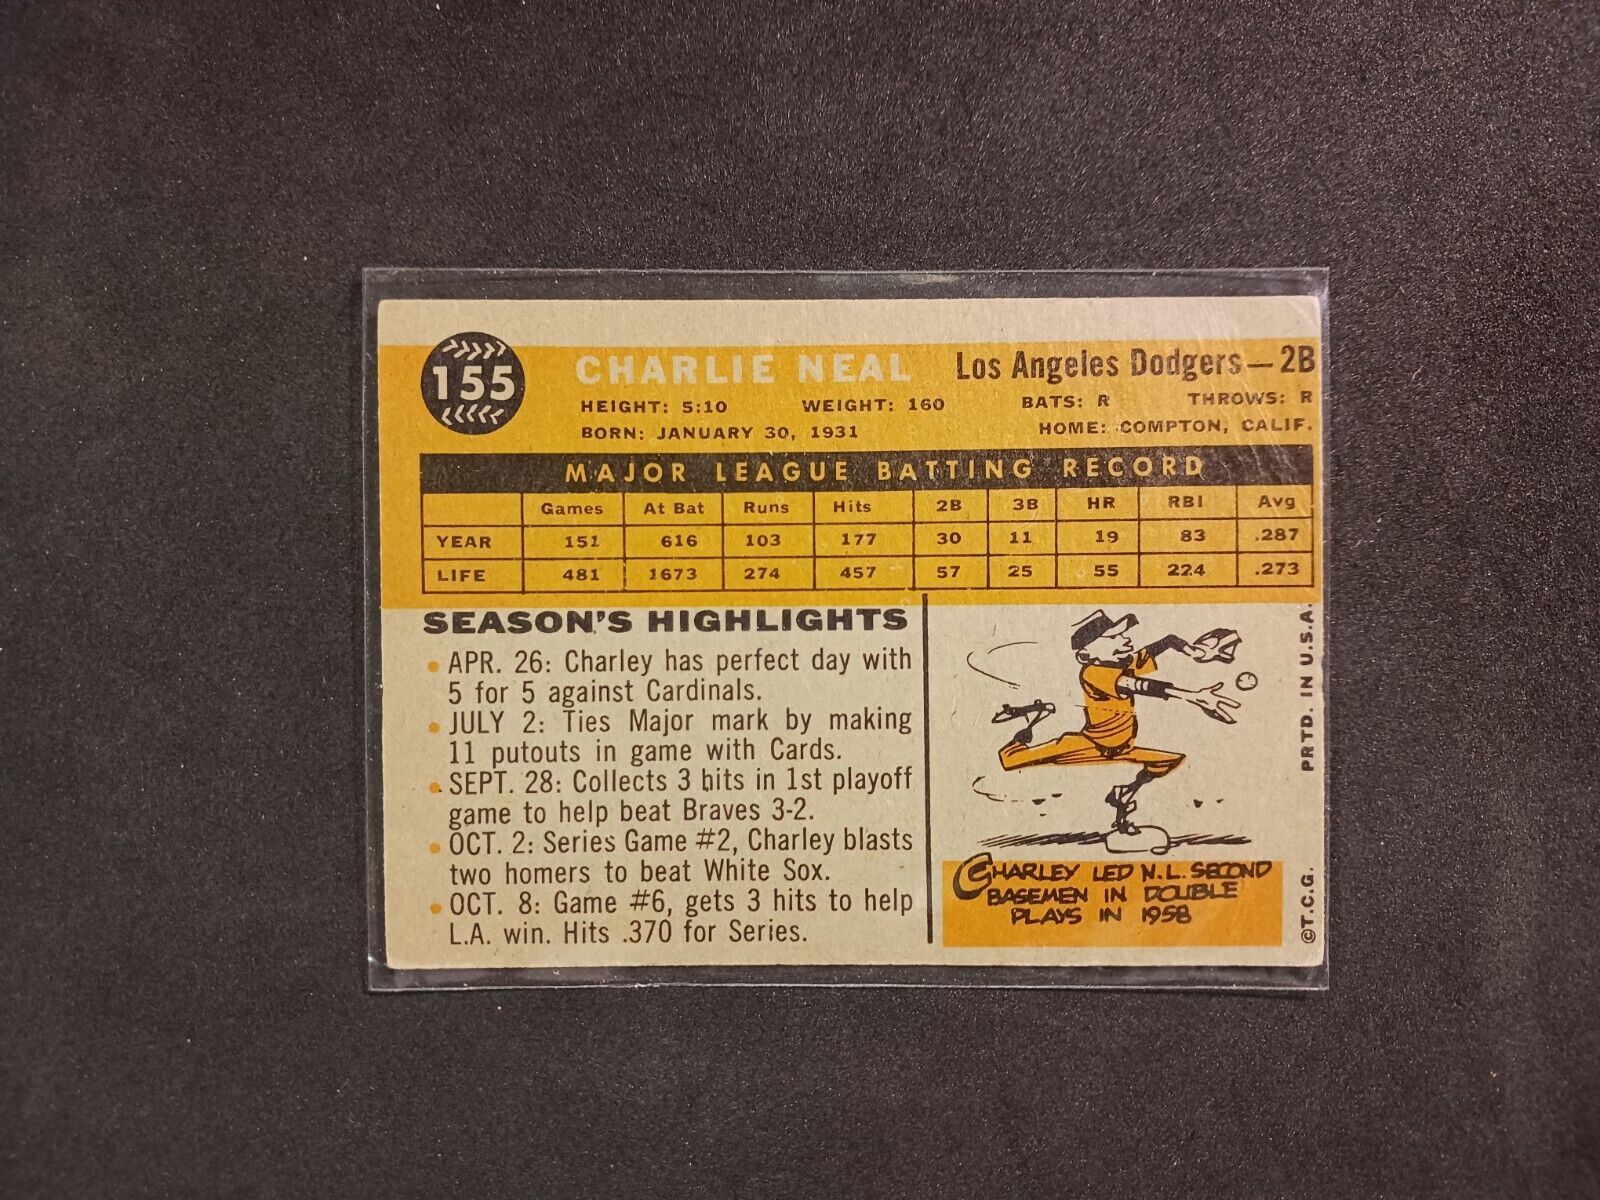 155
CHARLIE NEAL Los Angeles Dodgers—2B
HEIGHT: 5:10 WEIGHT: 160 BATS: R THROWS: R
BORN: JANUARY 30, 1931 HOME: COMPTON, CALIF.
MAJOR LEAGUE BATTING RECORD
Games At Bat Runs Hits 2B 3B HR RBI Avg
YEAR 151 616 103 177 30 11 19 83 .287
LIFE 481 1673 274 457 57 25 55 224 .273
SEASON'S HIGHLIGHTS
• APR. 26: Charley has perfect day with
5 for 5 against Cardinals.
• JULY 2: Ties Major mark by making
11 putouts in game with Cards.
• SEPT. 28: Collects 3 hits in 1st playoff
game to help beat Braves 3-2.
• OCT. 2: Series Game #2, Charley blasts
two homers to beat White Sox.
• OCT. 8: Game #6, gets 3 hits to help
L.A. win. Hits .370 for Series.
CHARLEY LED N.L. SECOND
BASEMEN IN DOUBLE
PLAYS IN 1958
©T.C.G. PRTD. IN U.S.A.